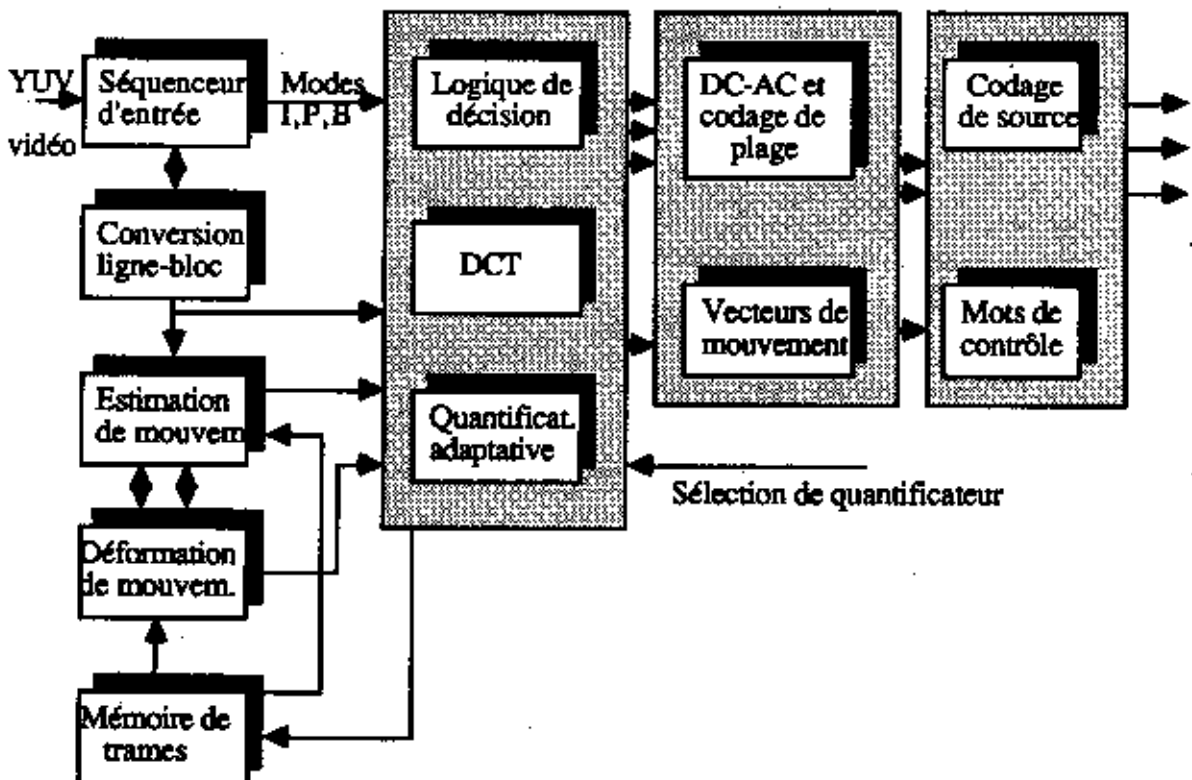 YUV
vidéo
Séquenceur
d'entrée
Modes
I,P,B
Logique de
décision
DC-AC et
codage de
plage
Codage
de source
Conversion
ligne-bloc
DCT
Vecteurs de
mouvement
Mots de
contrôle
Estimation
de mouvem
Quantificat.
adaptative
Sélection de quantificateur
Déformation
de mouvem.
Mémoire de
trames